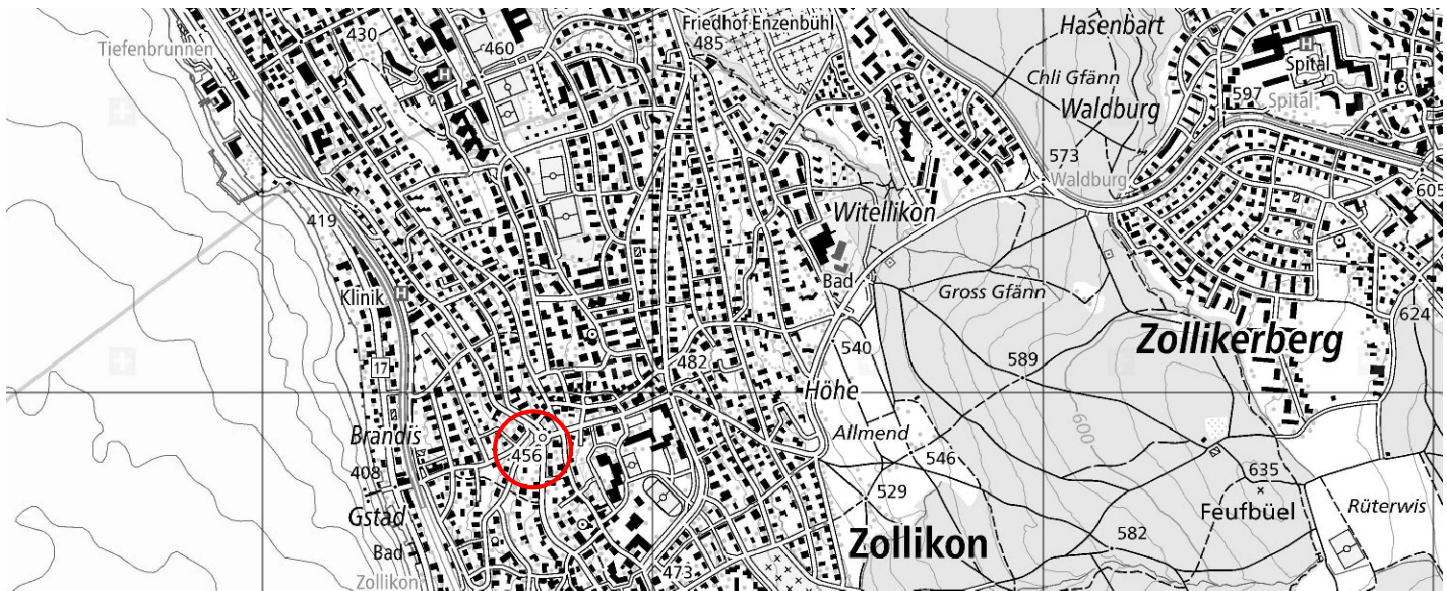 Tiefenbrunnen
430
460
H
Friedhof Enzenbühl
485
Hasenbart
Chli Gfänn
Waldburg
573
Waldburg
H
Spital
597
Spital
605
419
Witellikon
Klinik
H
Bad
Gross Gfänn
540
589
624
Zollikerberg
17
482
Höhe
Brandis
456
408
Allmend
546
600
529
635
Gstad
Feufbüel
Rüterwis
582
Bad
Zollikon
Zollikon
473